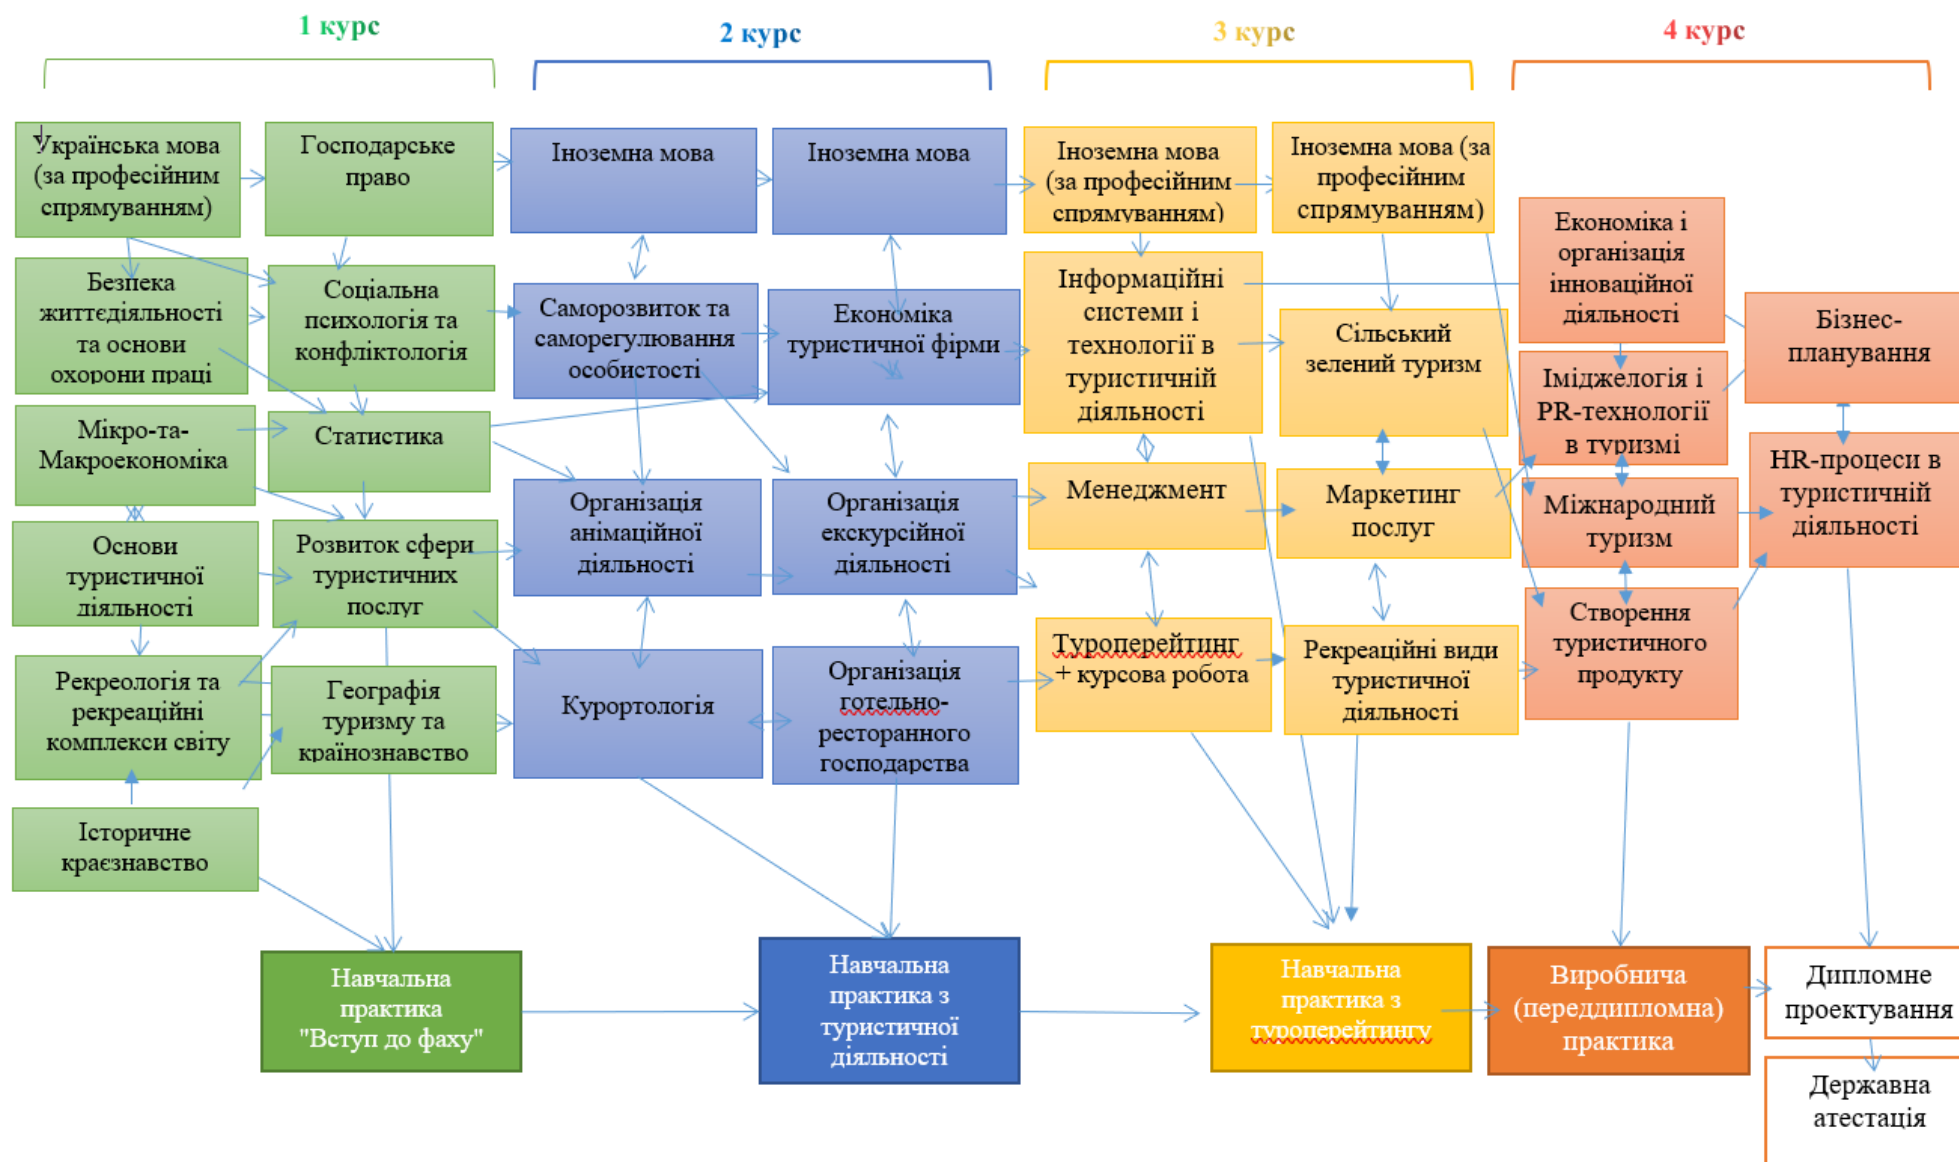 1 курс
2 курс
3 курс
4 курс
Українська мова
(за професійним
спрямуванням)
Безпека
життєдіяльності
та основи
охорони праці
Мікро-та-
Макроекономіка
Основи
туристичної
діяльності
Рекреологія та
рекреаційні
комплекси світу
Історичне
краєзнавство
Господарське
право
Соціальна
психологія та
конфліктологія
Статистика
Розвиток сфери
туристичних
послуг
Географія
туризму та
країнознавство
Навчальна
практика
"Вступ до фаху"
Іноземна мова
Саморозвиток та
саморегулювання
особистості
Організація
анімаційної
діяльності
Курортологія
Іноземна мова
Економіка
туристичної фірми
Організація
екскурсійної
діяльності
Організація
готельно-
ресторанного
господарства
Навчальна
практика з
туристичної
діяльності
Іноземна мова
(за професійним
спрямуванням)
Інформаційні
системи і
технології в
туристичній
діяльності
Менеджмент
Туроперейтинг
+ курсова робота
Іноземна мова (за
професійним
спрямуванням)
Сільський
зелений туризм
Маркетинг
послуг
Рекреаційні види
туристичної
діяльності
Навчальна
практика з
туроперейтингу
Економіка і
організація
інноваційної
діяльності
Іміджелогія і
PR-технології
в туризмі
Міжнародний
туризм
Створення
туристичного
продукту
Виробнича
(переддипломна)
практика
Бізнес-
планування
HR-процеси в
туристичній
діяльності
Дипломне
проектування
Державна
атестація